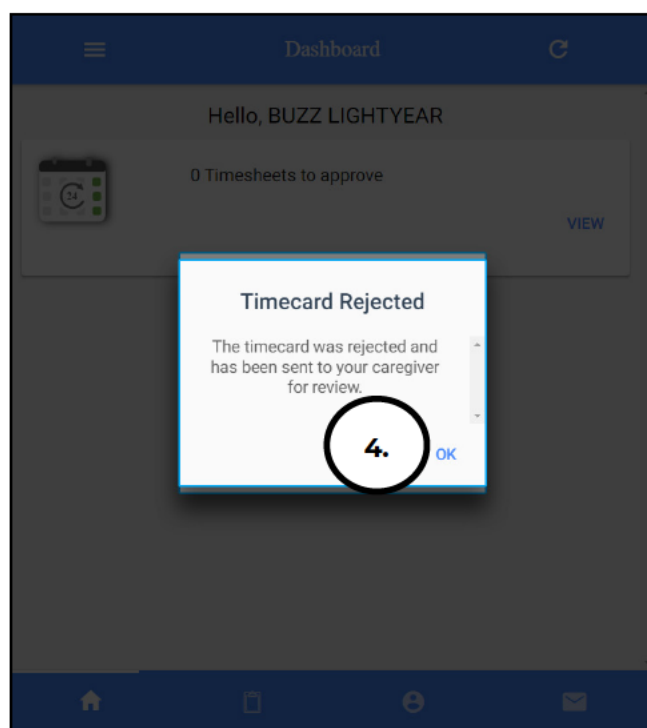 Dashboard
Hello, BUZZ LIGHTYEAR
24
0 Timesheets to approve
VIEW
Timecard Rejected
The timecard was rejected and
has been sent to your caregiver
for review.
4.
OK